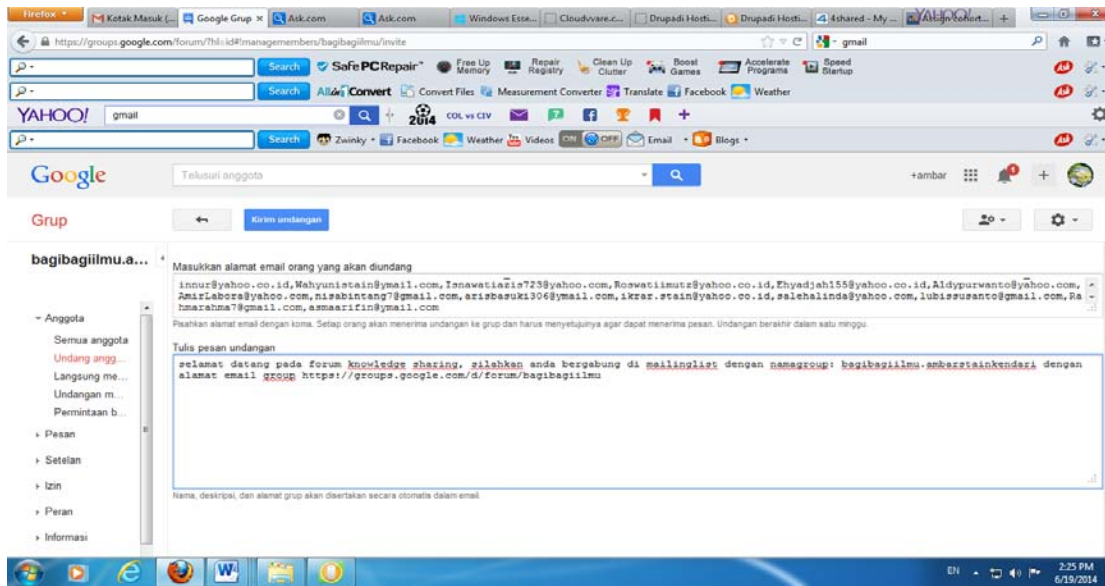 Firefox
Kotak Masuk (... Google Grup × Ask.com Ask.com Windows Esse... Cloudvvare.c... Drupadi Hosti... Drupadi Hosti... 4shared - My ... +
https://groups.google.com/forum/?hl=id#!managemembers/bagibagiilmu/invite gmail
Search Safe PC Repair Free Up Memory Repair Registry Clean Up Clutter Boost Games Accelerate Programs Speed Startup
Search Convert Convert Files Measurement Converter Translate Facebook Weather
YAHOO! gmail 2014 COL vs CIV
Search Zwinky Facebook Weather Videos ON OFF Email Blogs
Google Telusuri anggota +ambar 1 +
Grup Kirim undangan
bagibagiilmu.a...
Anggota
Semua anggota
Undang angg...
Langsung me...
Undangan m...
Permintaan b...
Pesan
Setelan
Izin
Peran
Informasi
Masukkan alamat email orang yang akan diundang
innur@yahoo.co.id,Wahyunistain@ymail.com,Isnawatiazis723@yahoo.com,Roswatiimutz@yahoo.co.id,Ehyadjah155@yahoo.co.id,Aldypurwanto@yahoo.com,
AmirLabora@yahoo.com,nisabintang7@gmail.com,arisbasuki306@ymail.com,ikrar.stain@yahoo.co.id,salehalinda@yahoo.com,lubissusanto@gmail.com,Ra
hmarahma7@gmail.com,asmaarifin@ymail.com
Pisahkan alamat email dengan koma. Setiap orang akan menerima undangan ke grup dan harus menyetujuinya agar dapat menerima pesan. Undangan berakhir dalam satu minggu.
Tulis pesan undangan
selamat datang pada forum knowledge sharing, silahkan anda bergabung di mailinglist dengan namagroup: bagibagiilmu.ambarstainkendari dengan
alamat email group https://groups.google.com/d/forum/bagibagiilmu
Nama, deskripsi, dan alamat grup akan disertakan secara otomatis dalam email.
EN 2:25 PM
6/19/2014